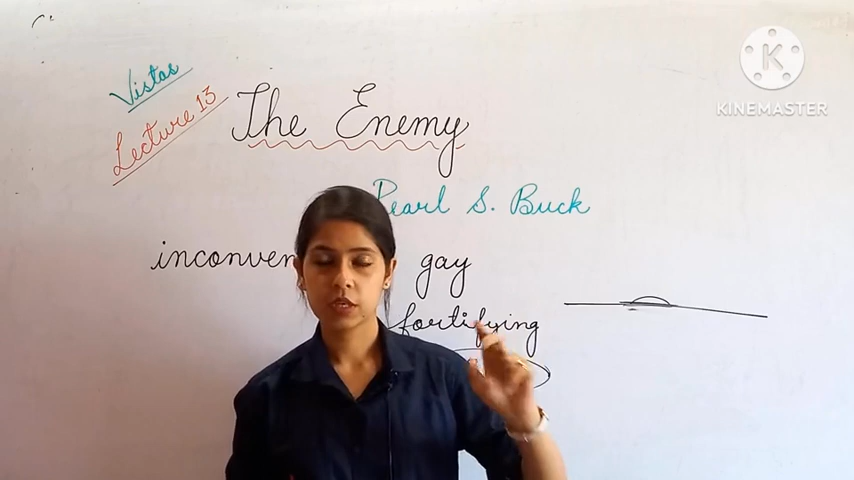 Vistas
Lecture 13
The Enemy
Pearl S. Buck
gay
fortifying
K
KINEMASTER